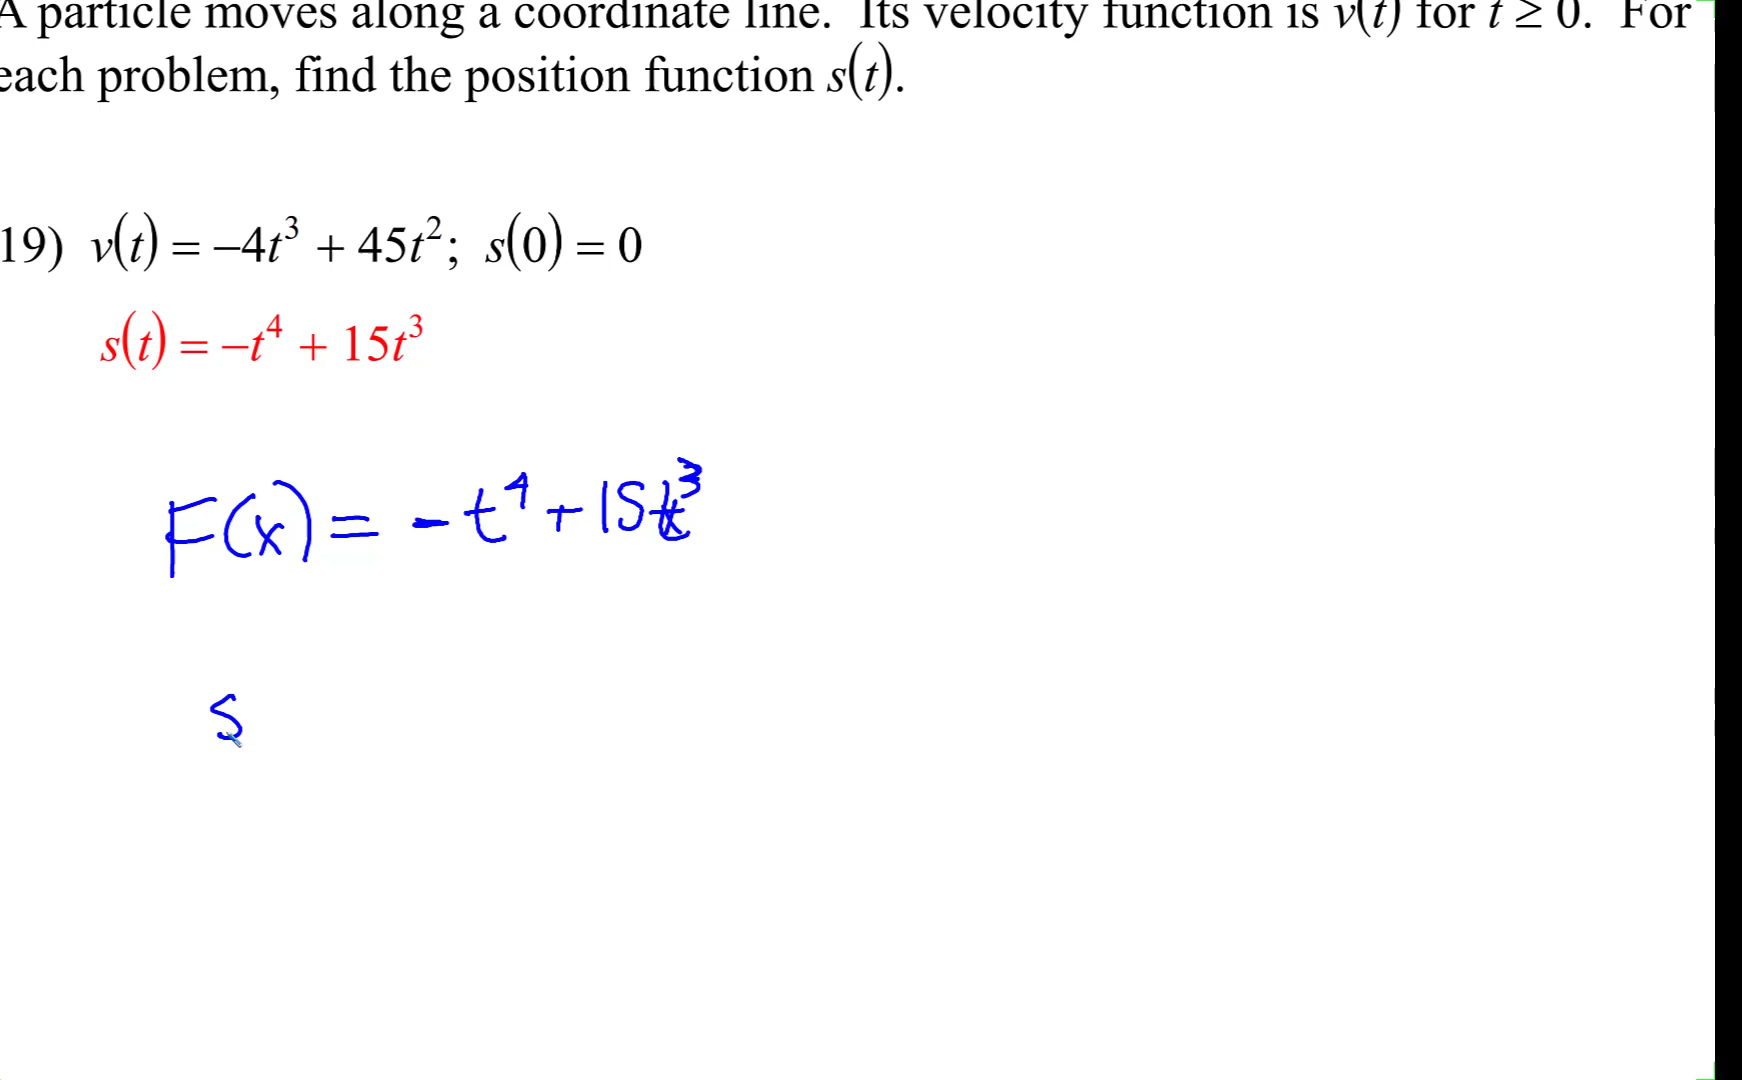 A particle moves along a coordinate line. Its velocity function is v(t) for t ≥ 0. For
each problem, find the position function s(t).
19) v(t) = −4t³ + 45t²; s(0) = 0
s(t) = −t⁴ + 15t³
F(x) = -t⁴ + 15t³
S